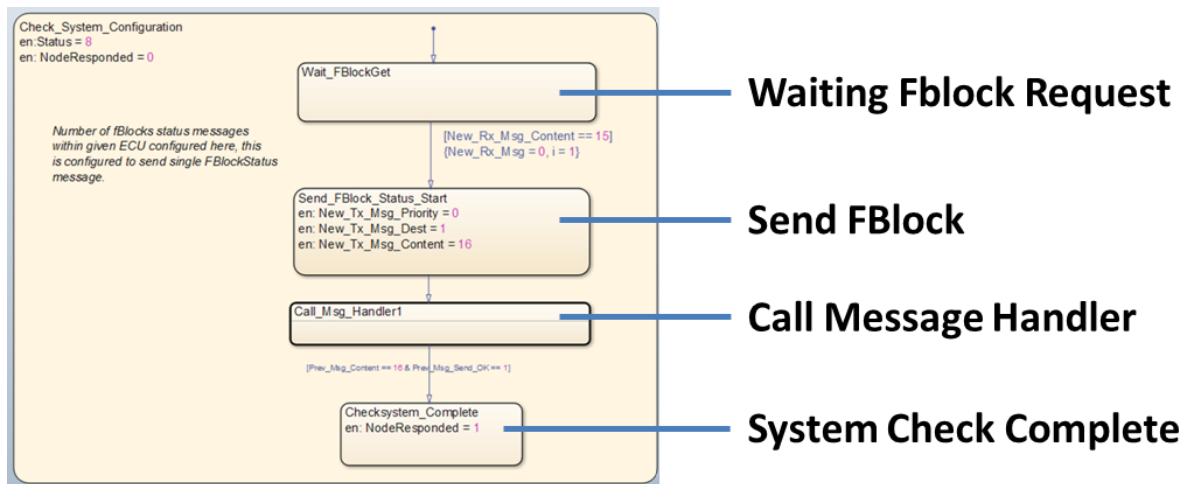 Check_System_Configuration
en:Status = 8
en: NodeResponded = 0
Wait_FBlockGet
Waiting Fblock Request
Number of fBlocks status messages
within given ECU configured here, this
is configured to send single FBlockStatus
message.
[New_Rx_Msg_Content == 15]
{New_Rx_Msg = 0, i = 1}
Send_FBlock_Status_Start
en: New_Tx_Msg_Priority = 0
en: New_Tx_Msg_Dest = 1
en: New_Tx_Msg_Content = 16
Send FBlock
Call_Msg_Handler1
Call Message Handler
[Prev_Msg_Content == 16 & Prev_Msg_Send_OK == 1]
Checksystem_Complete
en: NodeResponded = 1
System Check Complete